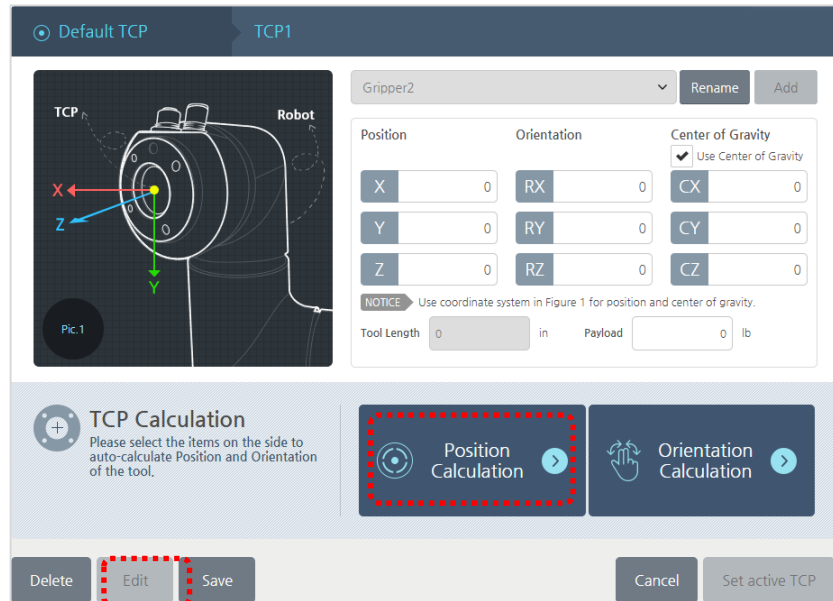 Default TCP
TCP1
TCP
Robot
X
Z
Y
Pic.1
Gripper2
Rename
Add
Position
Orientation
Center of Gravity
Use Center of Gravity
X 0
RX 0
CX 0
Y 0
RY 0
CY 0
Z 0
RZ 0
CZ 0
NOTICE Use coordinate system in Figure 1 for position and center of gravity.
Tool Length 0 in Payload 0 lb
TCP Calculation
Please select the items on the side to
auto-calculate Position and Orientation
of the tool.
Position
Calculation
Orientation
Calculation
Delete
Edit
Save
Cancel
Set active TCP